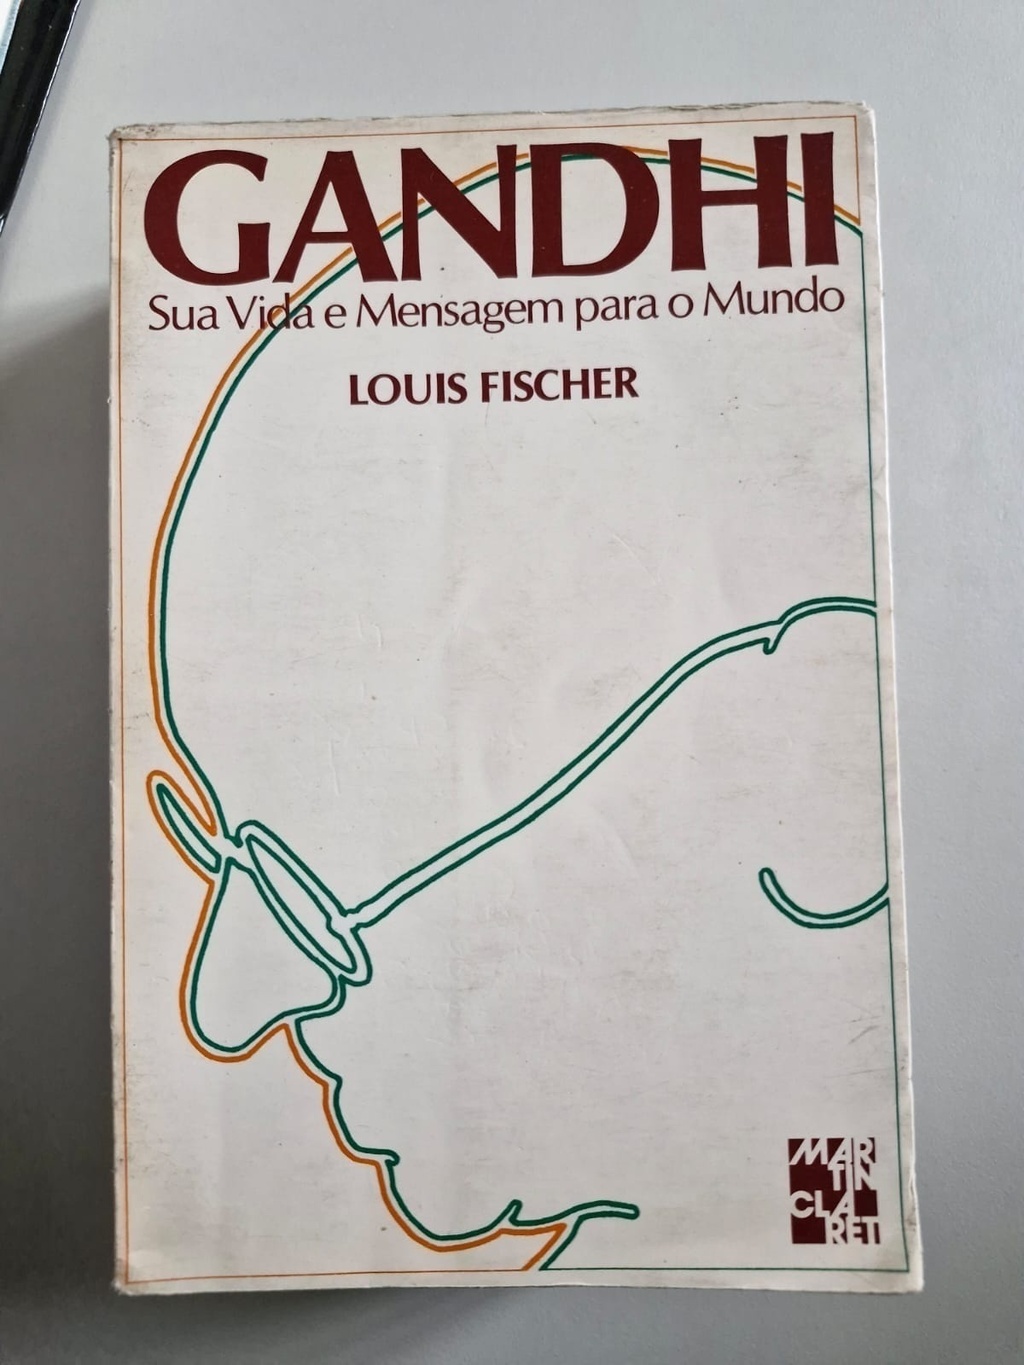 GANDHI
Sua Vida e Mensagem para o Mundo
LOUIS FISCHER
MAR
TIN
CLA
RET